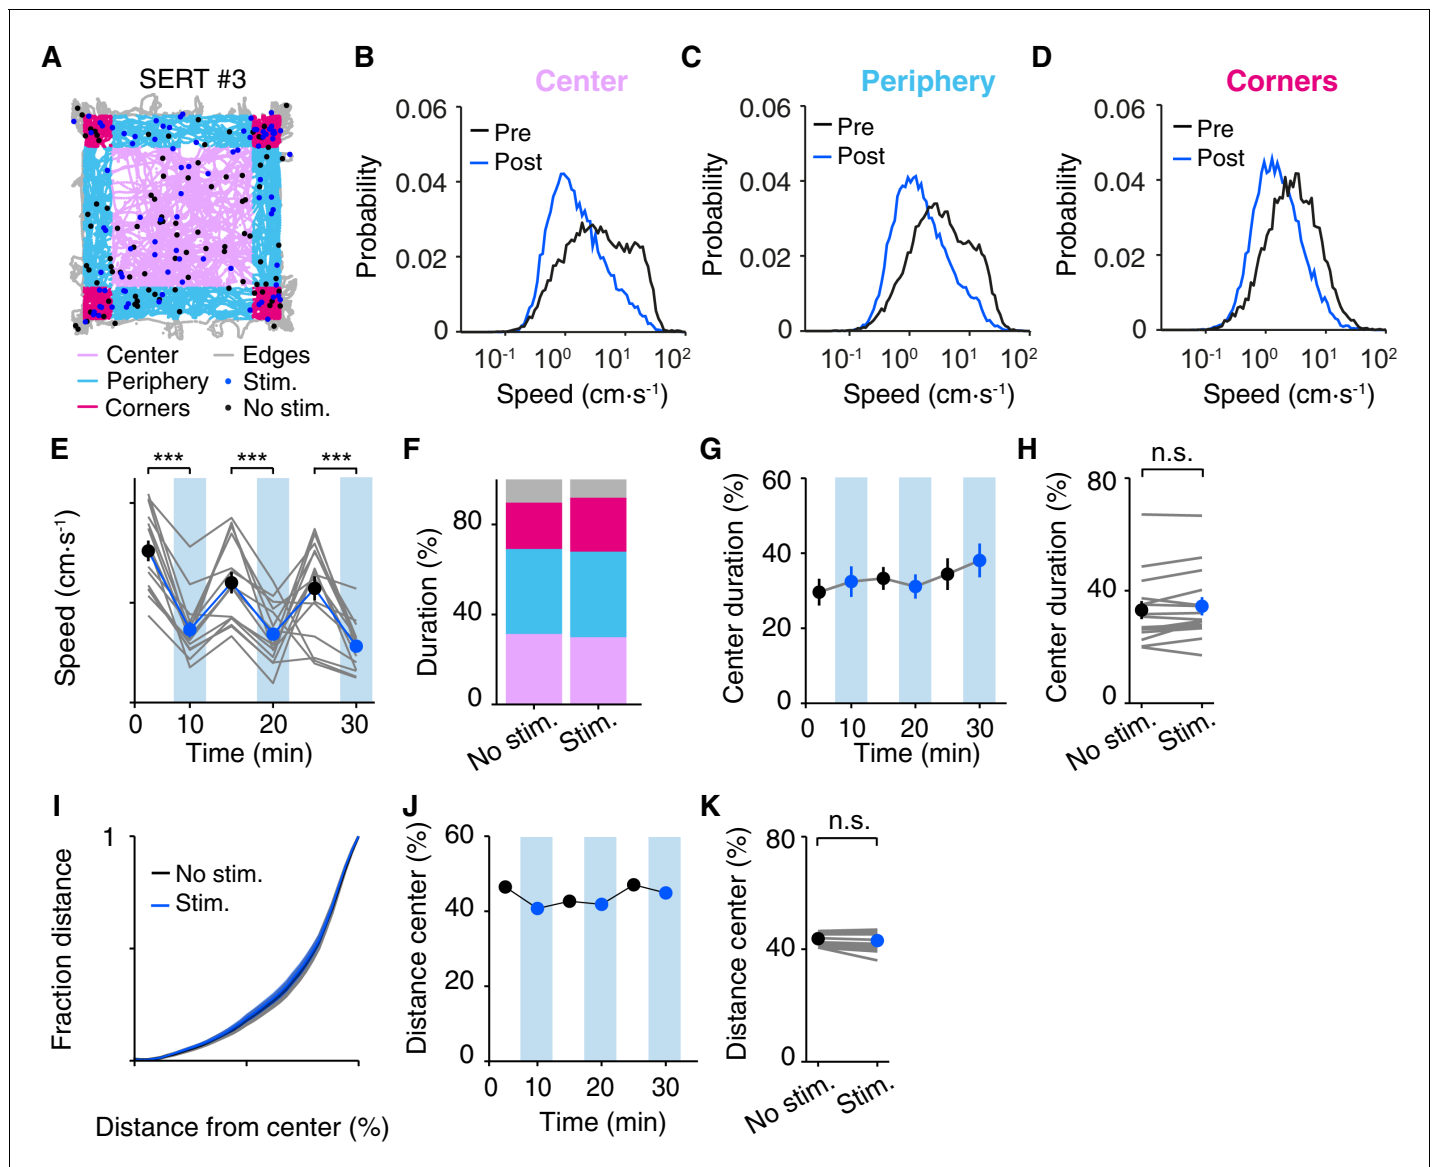 A
SERT #3
Center
Periphery
Corners
Edges
Stim.
No stim.
B
Center
0.06
0.04
0.02
0
Probability
Pre
Post
10⁻¹ 10⁰ 10¹ 10²
Speed (cm·s⁻¹)
C
Periphery
0.06
0.04
0.02
0
Probability
Pre
Post
10⁻¹ 10⁰ 10¹ 10²
Speed (cm·s⁻¹)
D
Corners
0.06
0.04
0.02
0
Probability
Pre
Post
10⁻¹ 10⁰ 10¹ 10²
Speed (cm·s⁻¹)
E
*** *** ***
Speed (cm·s⁻¹)
0 10 20 30
Time (min)
F
80
40
0
Duration (%)
No stim. Stim.
G
60
40
20
0
Center duration (%)
0 10 20 30
Time (min)
H
n.s.
80
40
0
Center duration (%)
No stim. Stim.
I
1
Fraction distance
No stim.
Stim.
Distance from center (%)
J
60
40
20
0
Distance center (%)
0 10 20 30
Time (min)
K
n.s.
80
40
0
Distance center (%)
No stim. Stim.